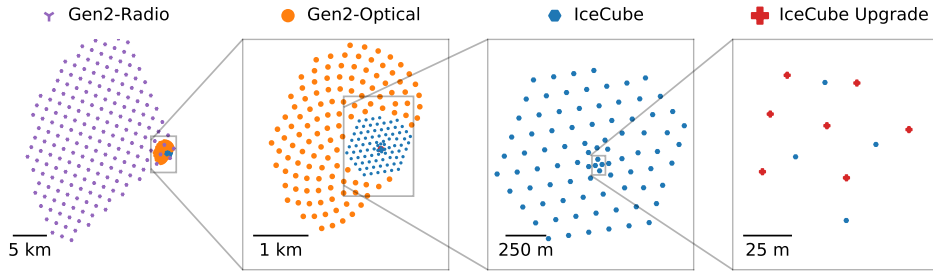 Gen2-Radio
Gen2-Optical
IceCube
IceCube Upgrade
5 km
1 km
250 m
25 m